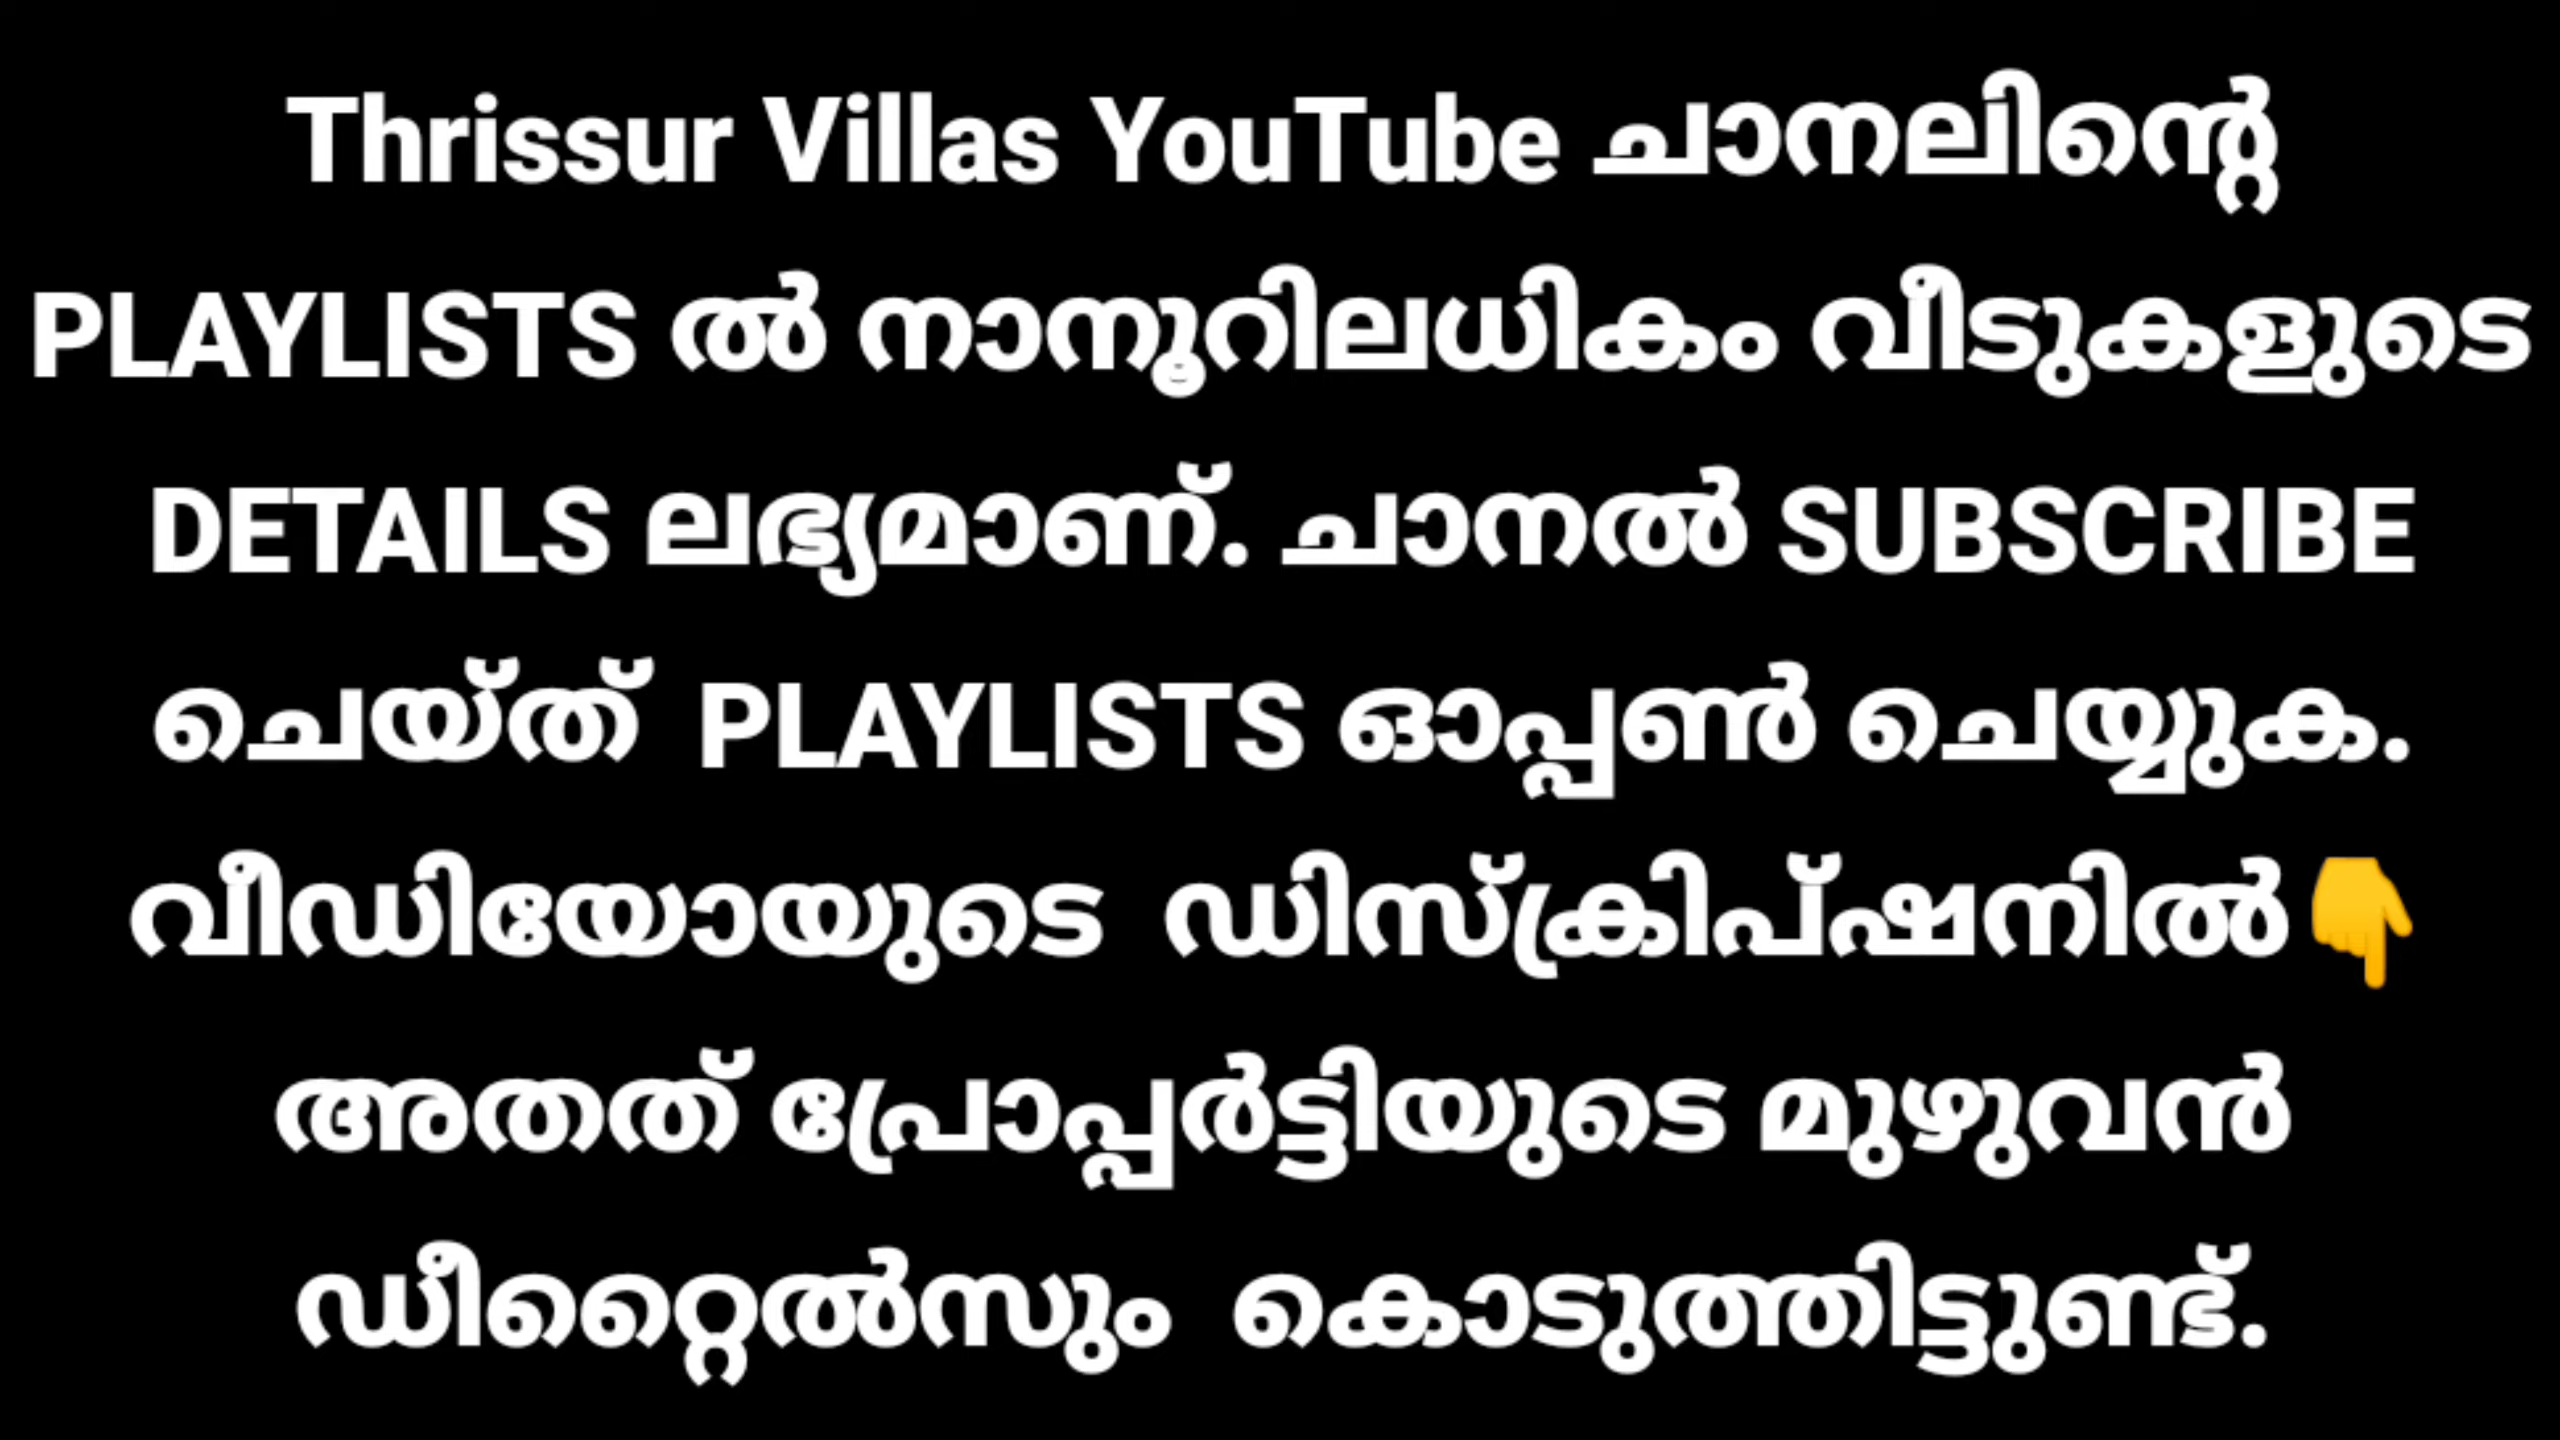 Thrissur Villas YouTube ചാനലിന്റെ
PLAYLISTS ൽ നാനൂറിലധികം വീടുകളുടെ
DETAILS ലഭ്യമാണ്. ചാനൽ SUBSCRIBE
ചെയ്ത് PLAYLISTS ഓപ്പൺ ചെയ്യുക.
വീഡിയോയുടെ ഡിസ്ക്രിപ്ഷനിൽ👇
അതത് പ്രോപ്പർട്ടിയുടെ മുഴുവൻ
ഡീറ്റൈൽസും കൊടുത്തിട്ടുണ്ട്.